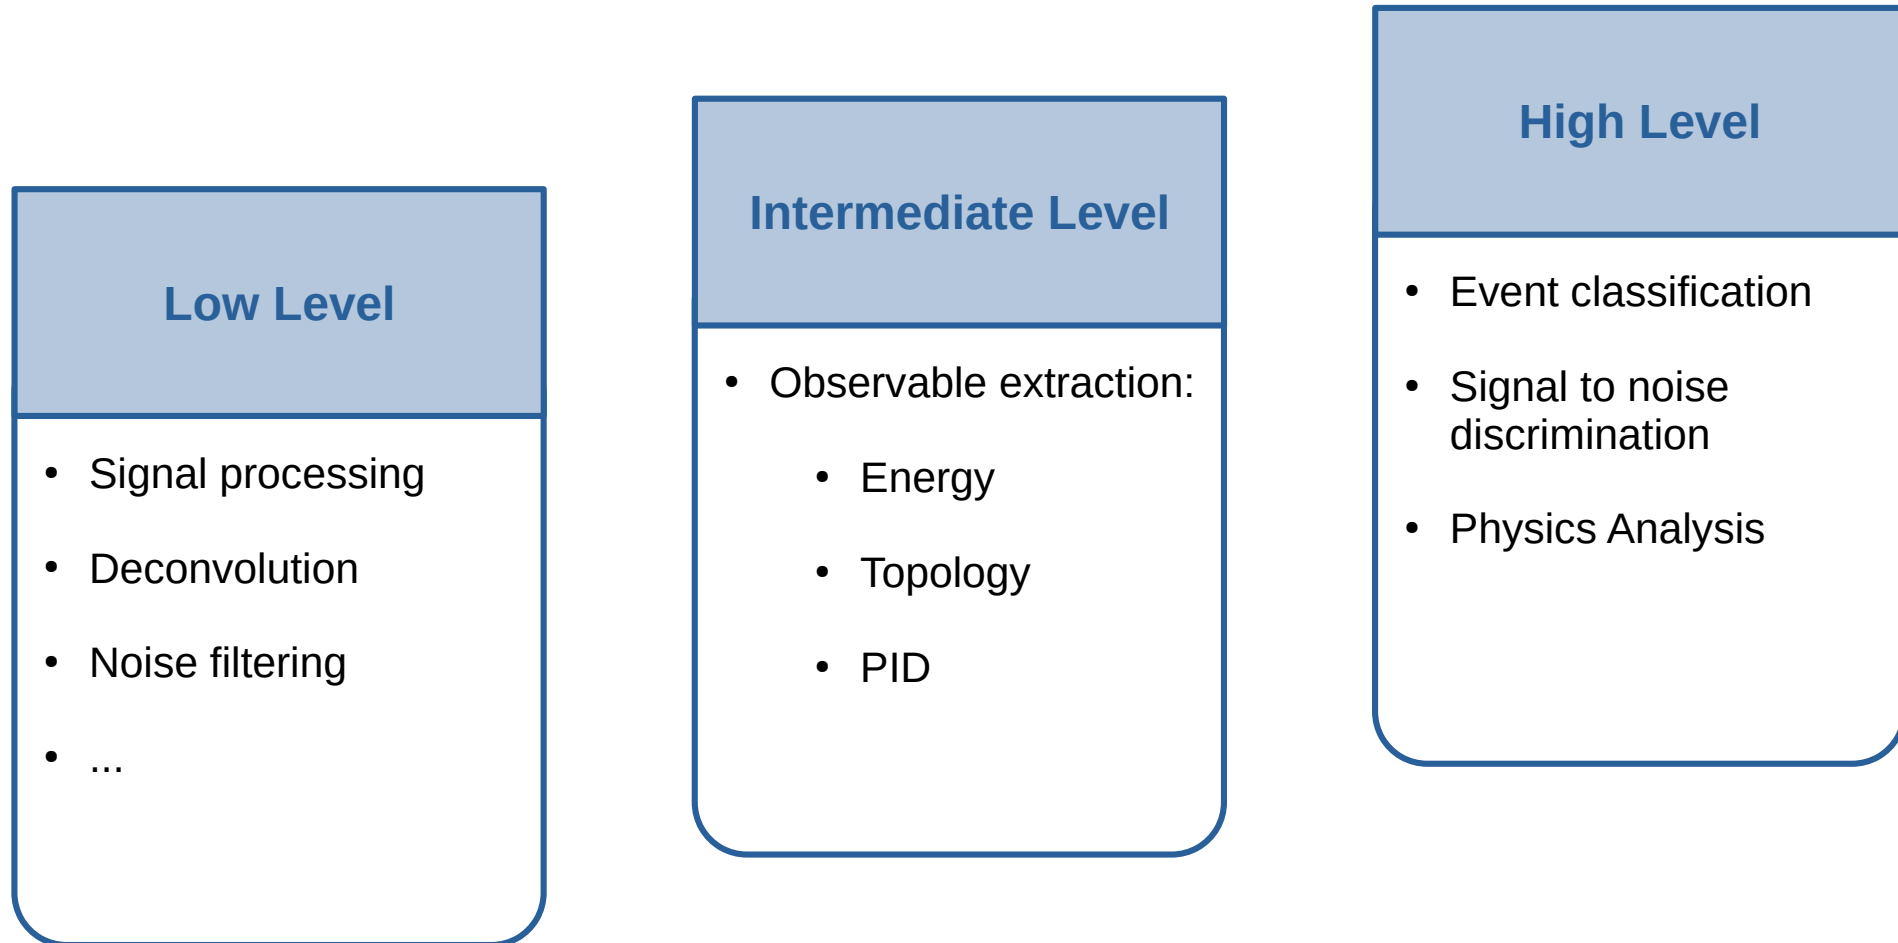 Low Level
• Signal processing
• Deconvolution
• Noise filtering
• ...
Intermediate Level
• Observable extraction:
• Energy
• Topology
• PID
High Level
• Event classification
• Signal to noise
discrimination
• Physics Analysis